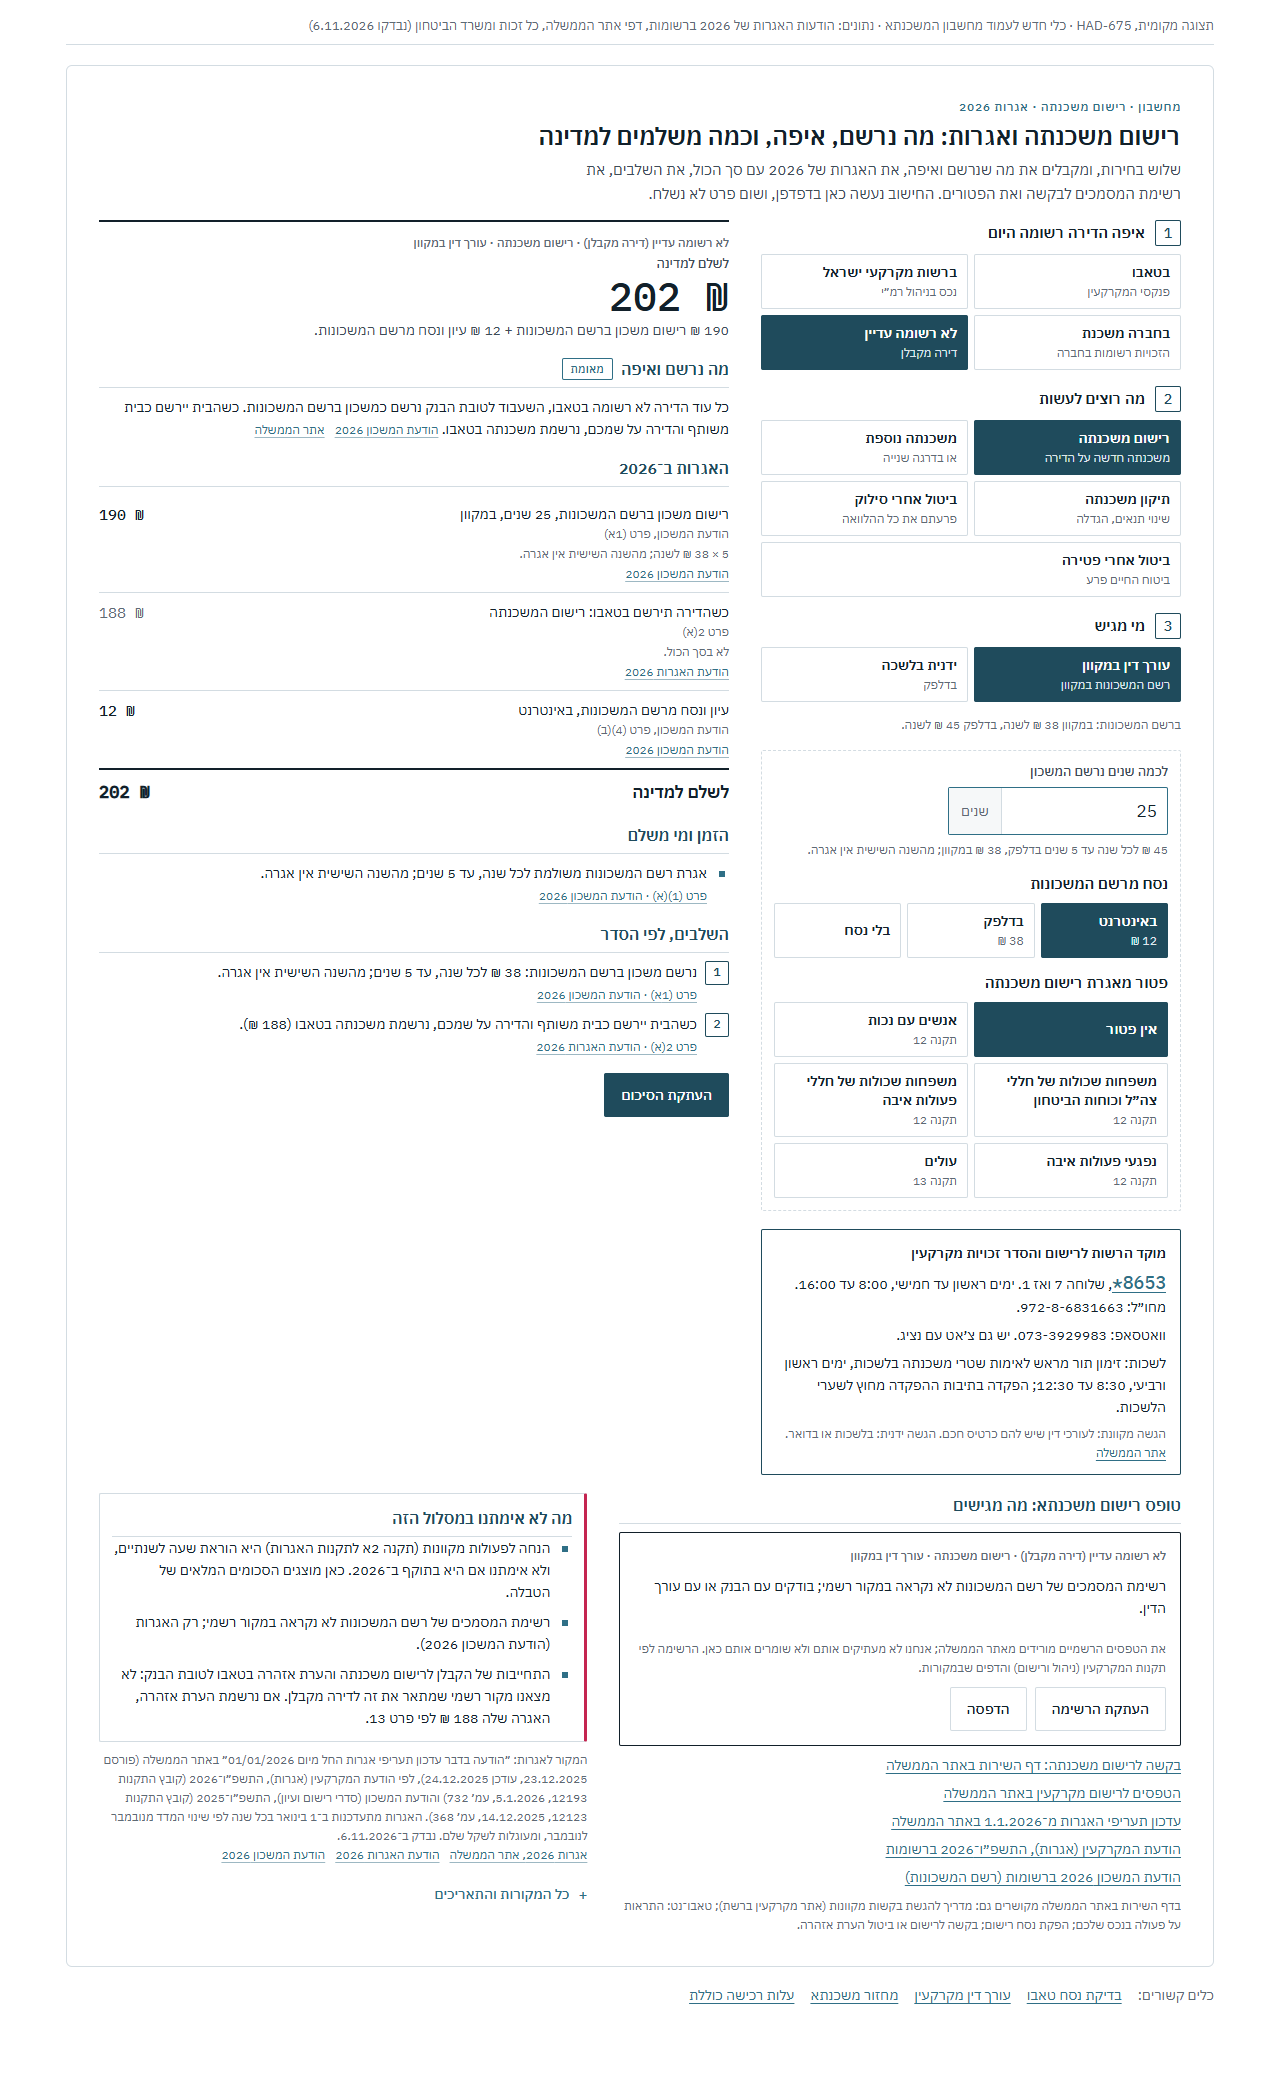 תצוגה מקומית, HAD-675 · כלי חדש לעמוד מחשבון המשכנתא · נתונים: הודעות האגרות של 2026 ברשומות, דפי אתר הממשלה, כל זכות ומשרד הביטחון (נבדקו 6.11.2026)
מחשבון · רישום משכנתה · אגרות 2026
רישום משכנתה ואגרות: מה נרשם, איפה, וכמה משלמים למדינה
שלוש בחירות, ומקבלים את מה שנרשם ואיפה, את האגרות של 2026 עם סך הכול, את השלבים, את
רשימת המסמכים לבקשה ואת הפטורים. החישוב נעשה כאן בדפדפן, ושום פרט לא נשלח.
1 איפה הדירה רשומה היום
בטאבו
פנקסי המקרקעין
ברשות מקרקעי ישראל
נכס בניהול רמ״י
בחברה משכנת
הזכויות רשומות בחברה
לא רשומה עדיין
דירה מקבלן
2 מה רוצים לעשות
רישום משכנתה
משכנתה חדשה על הדירה
משכנתה נוספת
או בדרגה שנייה
תיקון משכנתה
שינוי תנאים, הגדלה
ביטול אחרי סילוק
פרעתם את כל ההלוואה
ביטול אחרי פטירה
ביטוח החיים פרע
3 מי מגיש
עורך דין במקוון
רשם המשכונות במקוון
ידנית בלשכה
בדלפק
ברשם המשכונות: במקוון 38 ₪ לשנה, בדלפק 45 ₪ לשנה.
לכמה שנים נרשם המשכון
25 שנים
45 ₪ לכל שנה עד 5 שנים בדלפק, 38 ₪ במקוון; מהשנה השישית אין אגרה.
נסח מרשם המשכונות
באינטרנט
12 ₪
בדלפק
38 ₪
בלי נסח
פטור מאגרת רישום משכנתה
אין פטור
אנשים עם נכות
תקנה 12
משפחות שכולות של חללי
צה״ל וכוחות הביטחון
תקנה 12
משפחות שכולות של חללי
פעולות איבה
תקנה 12
נפגעי פעולות איבה
תקנה 12
עולים
תקנה 13
מוקד הרשות לרישום והסדר זכויות מקרקעין
*8653, שלוחה 7 ואז 1. ימים ראשון עד חמישי, 8:00 עד 16:00.
מחו״ל: 972-8-6831663.
וואטסאפ: 073-3929983. יש גם צ׳אט עם נציג.
לשכות: זימון תור מראש לאימות שטרי משכנתה בלשכות, ימים ראשון
ורביעי, 8:30 עד 12:30; הפקדה בתיבות ההפקדה מחוץ לשערי
הלשכות.
הגשה מקוונת: לעורכי דין שיש להם כרטיס חכם. הגשה ידנית: בלשכות או בדואר.
אתר הממשלה
לא רשומה עדיין (דירה מקבלן) · רישום משכנתה · עורך דין במקוון
לשלם למדינה
202 ₪
190 ₪ רישום משכון ברשם המשכונות + 12 ₪ עיון ונסח מרשם המשכונות.
מה נרשם ואיפה מאומת
כל עוד הדירה לא רשומה בטאבו, השעבוד לטובת הבנק נרשם כמשכון ברשם המשכונות. כשהבית יירשם כבית
משותף והדירה על שמכם, נרשמת משכנתה בטאבו. הודעת המשכון 2026 אתר הממשלה
האגרות ב־2026
רישום משכון ברשם המשכונות, 25 שנים, במקוון 190 ₪
הודעת המשכון, פרט (1א)
5 × 38 ₪ לשנה; מהשנה השישית אין אגרה.
הודעת המשכון 2026
כשהדירה תירשם בטאבו: רישום המשכנתה 188 ₪
פרט 2(א)
לא בסך הכול.
הודעת האגרות 2026
עיון ונסח מרשם המשכונות, באינטרנט 12 ₪
הודעת המשכון, פרט (4)(ב)
הודעת המשכון 2026
לשלם למדינה 202 ₪
הזמן ומי משלם
אגרת רשם המשכונות משולמת לכל שנה, עד 5 שנים; מהשנה השישית אין אגרה.
פרט (1)(א) · הודעת המשכון 2026
השלבים, לפי הסדר
1 נרשם משכון ברשם המשכונות: 38 ₪ לכל שנה, עד 5 שנים; מהשנה השישית אין אגרה.
פרט (1א) · הודעת המשכון 2026
2 כשהבית יירשם כבית משותף והדירה על שמכם, נרשמת משכנתה בטאבו (188 ₪).
פרט 2(א) · הודעת האגרות 2026
העתקת הסיכום
טופס רישום משכנתא: מה מגישים
לא רשומה עדיין (דירה מקבלן) · רישום משכנתה · עורך דין במקוון
רשימת המסמכים של רשם המשכונות לא נקראה במקור רשמי; בודקים עם הבנק או עם עורך
הדין.
את הטפסים הרשמיים מורידים מאתר הממשלה; אנחנו לא מעתיקים אותם ולא שומרים אותם כאן. הרשימה לפי
תקנות המקרקעין (ניהול ורישום) והדפים שבמקורות.
העתקת הרשימה
הדפסה
בקשה לרישום משכנתה: דף השירות באתר הממשלה
הטפסים לרישום מקרקעין באתר הממשלה
עדכון תעריפי האגרות מ־1.1.2026 באתר הממשלה
הודעת המקרקעין (אגרות), התשפ״ו־2026 ברשומות
הודעת המשכון 2026 ברשומות (רשם המשכונות)
בדף השירות באתר הממשלה מקושרים גם: מדריך להגשת בקשות מקוונות (אתר מקרקעין ברשת); טאבו־נט: התראות
על פעולה בנכס שלכם; הפקת נסח רישום; בקשה לרישום או ביטול הערת אזהרה.
מה לא אימתנו במסלול הזה
הנחה לפעולות מקוונות (תקנה 2א לתקנות האגרות) היא הוראת שעה לשנתיים,
ולא אימתנו אם היא בתוקף ב־2026. כאן מוצגים הסכומים המלאים של
הטבלה.
רשימת המסמכים של רשם המשכונות לא נקראה במקור רשמי; רק האגרות
(הודעת המשכון 2026).
התחייבות של הקבלן לרישום משכנתה והערת אזהרה בטאבו לטובת הבנק: לא
מצאנו מקור רשמי שמתאר את זה לדירה מקבלן. אם נרשמת הערת אזהרה,
האגרה שלה 188 ₪ לפי פרט 13.
המקור לאגרות: ״הודעה בדבר עדכון תעריפי אגרות החל מיום 01/01/2026״ באתר הממשלה (פורסם
23.12.2025, עודכן 24.12.2025), לפי הודעת המקרקעין (אגרות), התשפ״ו־2026 (קובץ התקנות
12193, 5.1.2026, עמ׳ 732) והודעת המשכון (סדרי רישום ועיון), התשפ״ו־2025 (קובץ התקנות
12123, 14.12.2025, עמ׳ 368). האגרות מתעדכנות ב־1 בינואר בכל שנה לפי שינוי המדד מנובמבר
לנובמבר, ומעוגלות לשקל שלם. נבדק ב־6.11.2026.
אגרות 2026, אתר הממשלה הודעת האגרות 2026 הודעת המשכון 2026
+ כל המקורות והתאריכים
כלים קשורים: בדיקת נסח טאבו עורך דין מקרקעין מחזור משכנתא עלות רכישה כוללת